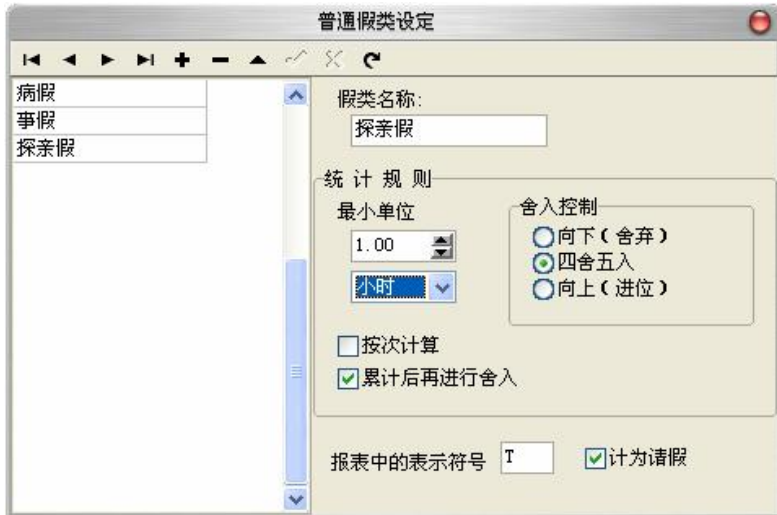 普通假类设定
病假
事假
探亲假
假类名称:
探亲假
统 计 规 则
最小单位
1.00
小时
舍入控制
向下（舍弃）
四舍五入
向上（进位）
按次计算
累计后再进行舍入
报表中的表示符号 T 计为请假